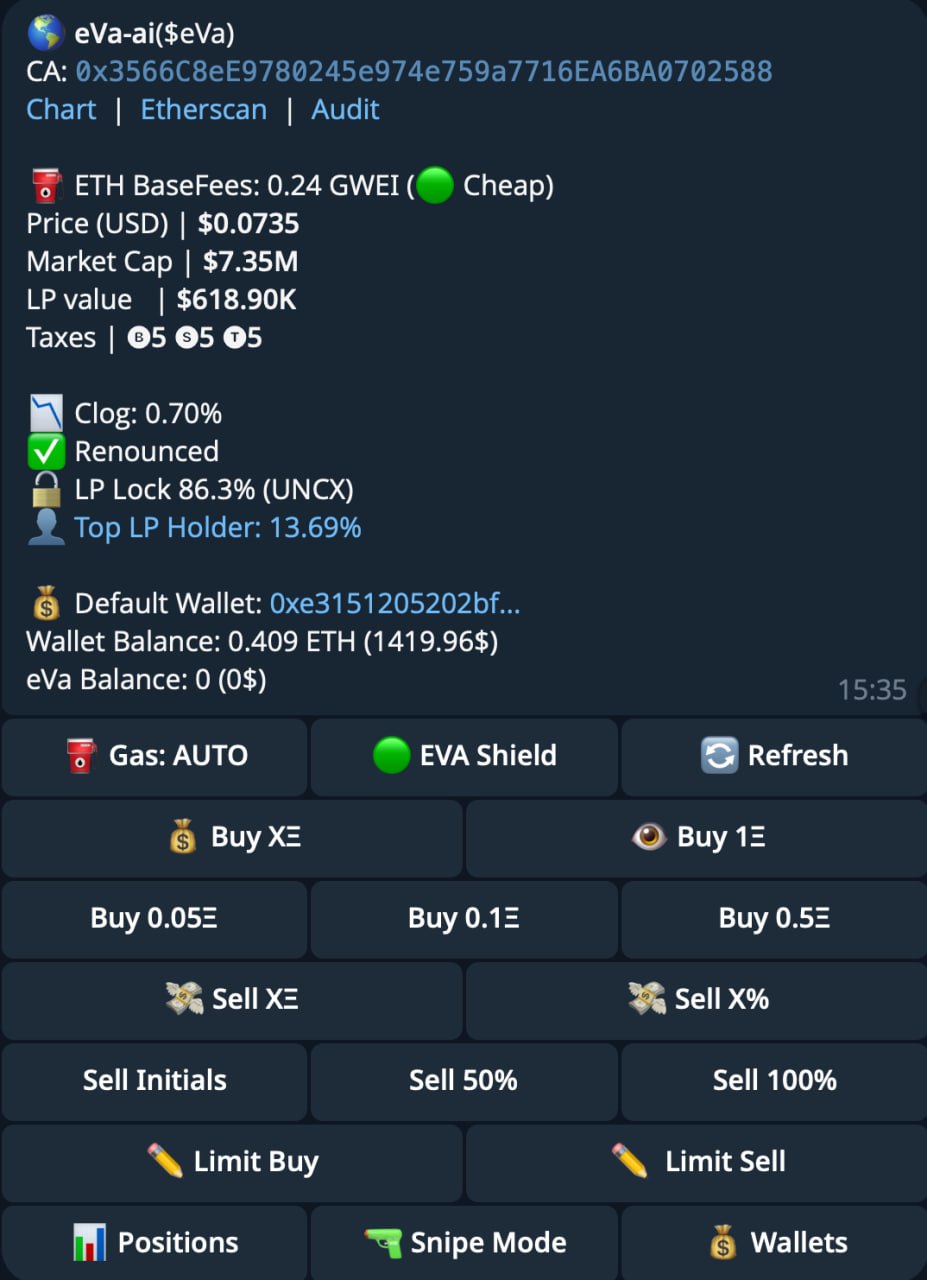 🌎 eVa-ai($eVa)
CA: 0x3566C8eE9780245e974e759a7716EA6BA0702588
Chart | Etherscan | Audit
⛽ ETH BaseFees: 0.24 GWEI (🟢 Cheap)
Price (USD) | $0.0735
Market Cap | $7.35M
LP value | $618.90K
Taxes | 🅑5 🅢5 🅣5
📉 Clog: 0.70%
✅ Renounced
🔒 LP Lock 86.3% (UNCX)
👤 Top LP Holder: 13.69%
💰 Default Wallet: 0xe3151205202bf...
Wallet Balance: 0.409 ETH (1419.96$)
eVa Balance: 0 (0$)
15:35
⛽ Gas: AUTO
🟢 EVA Shield
🔄 Refresh
💰 Buy XΞ
👁 Buy 1Ξ
Buy 0.05Ξ
Buy 0.1Ξ
Buy 0.5Ξ
💸 Sell XΞ
💸 Sell X%
Sell Initials
Sell 50%
Sell 100%
✏️ Limit Buy
✏️ Limit Sell
📊 Positions
🔫 Snipe Mode
💰 Wallets